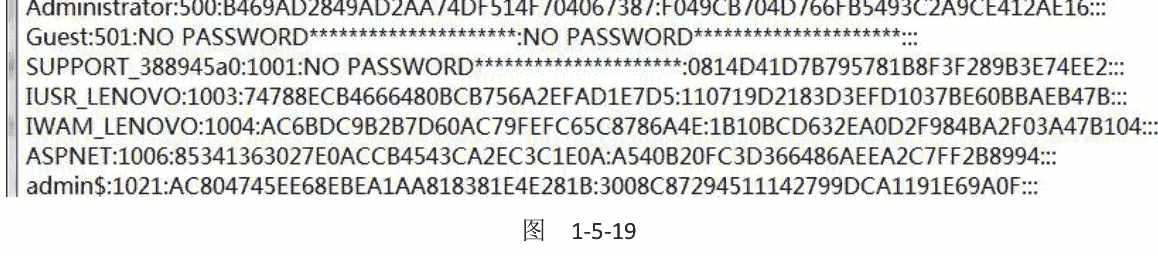 Administrator:500:B469AD2849AD2AA74DF514F704067387:F049CB704D766FB5493C2A9CE412AE16:::
Guest:501:NO PASSWORD*********************:NO PASSWORD*********************:::
SUPPORT_388945a0:1001:NO PASSWORD*********************:0814D41D7B795781B8F3F289B3E74EE2:::
IUSR_LENOVO:1003:74788ECB4666480BCB756A2EFAD1E7D5:110719D2183D3EFD1037BE60BBAEB47B:::
IWAM_LENOVO:1004:AC6BDC9B2B7D60AC79FEFC65C8786A4E:1B10BCD632EA0D2F984BA2F03A47B104:::
ASPNET:1006:85341363027E0ACCB4543CA2EC3C1E0A:A540B20FC3D366486AEEA2C7FF2B8994:::
admin$:1021:AC804745EE68EBEA1AA818381E4E281B:3008C87294511142799DCA1191E69A0F:::
图 1-5-19